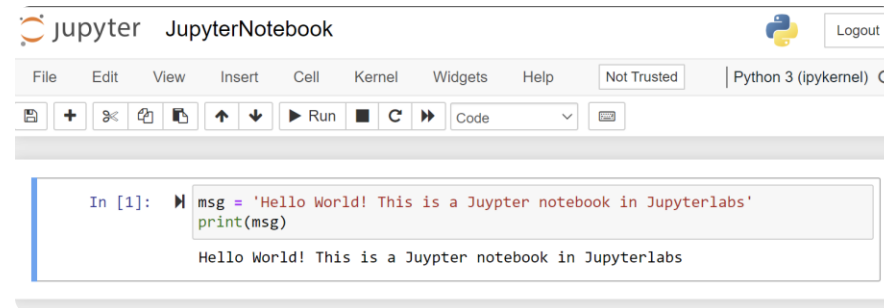 jupyter JupyterNotebook Logout
File Edit View Insert Cell Kernel Widgets Help Not Trusted Python 3 (ipykernel)
Run Code
In [1]: msg = 'Hello World! This is a Juypter notebook in Jupyterlabs'
print(msg)
Hello World! This is a Juypter notebook in Jupyterlabs